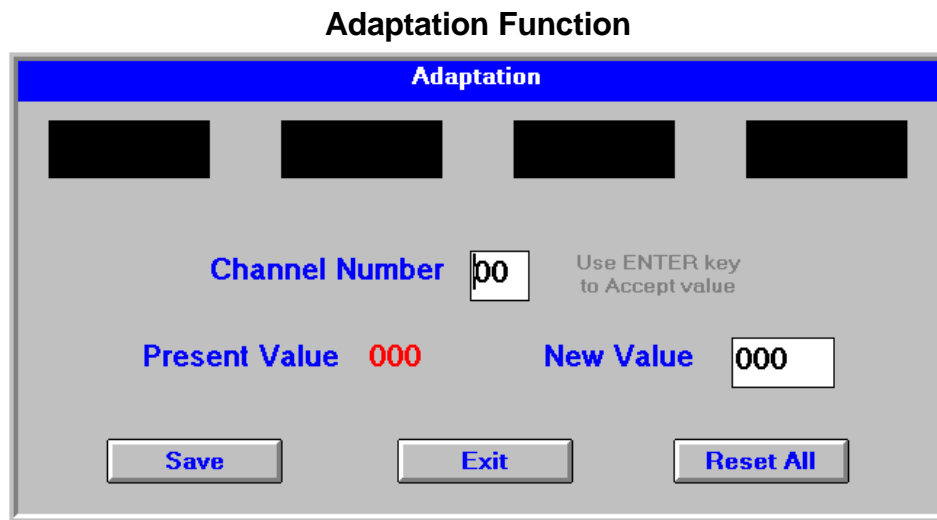 Adaptation Function
Adaptation
Channel Number 00 Use ENTER key
to Accept value
Present Value 000 New Value 000
Save Exit Reset All